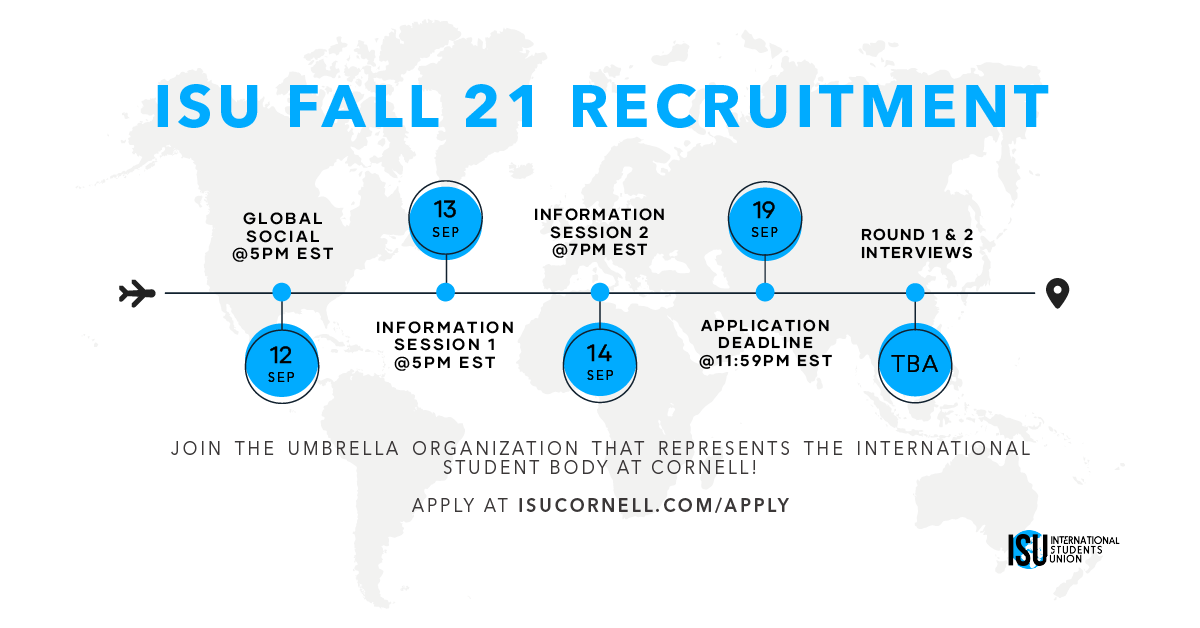 ISU FALL 21 RECRUITMENT
GLOBAL
SOCIAL
@5PM EST
12
SEP
13
SEP
INFORMATION
SESSION 1
@5PM EST
INFORMATION
SESSION 2
@7PM EST
14
SEP
19
SEP
APPLICATION
DEADLINE
@11:59PM EST
ROUND 1 & 2
INTERVIEWS
TBA
JOIN THE UMBRELLA ORGANIZATION THAT REPRESENTS THE INTERNATIONAL
STUDENT BODY AT CORNELL!
APPLY AT ISUCORNELL.COM/APPLY
ISU
INTERNATIONAL
STUDENTS
UNION